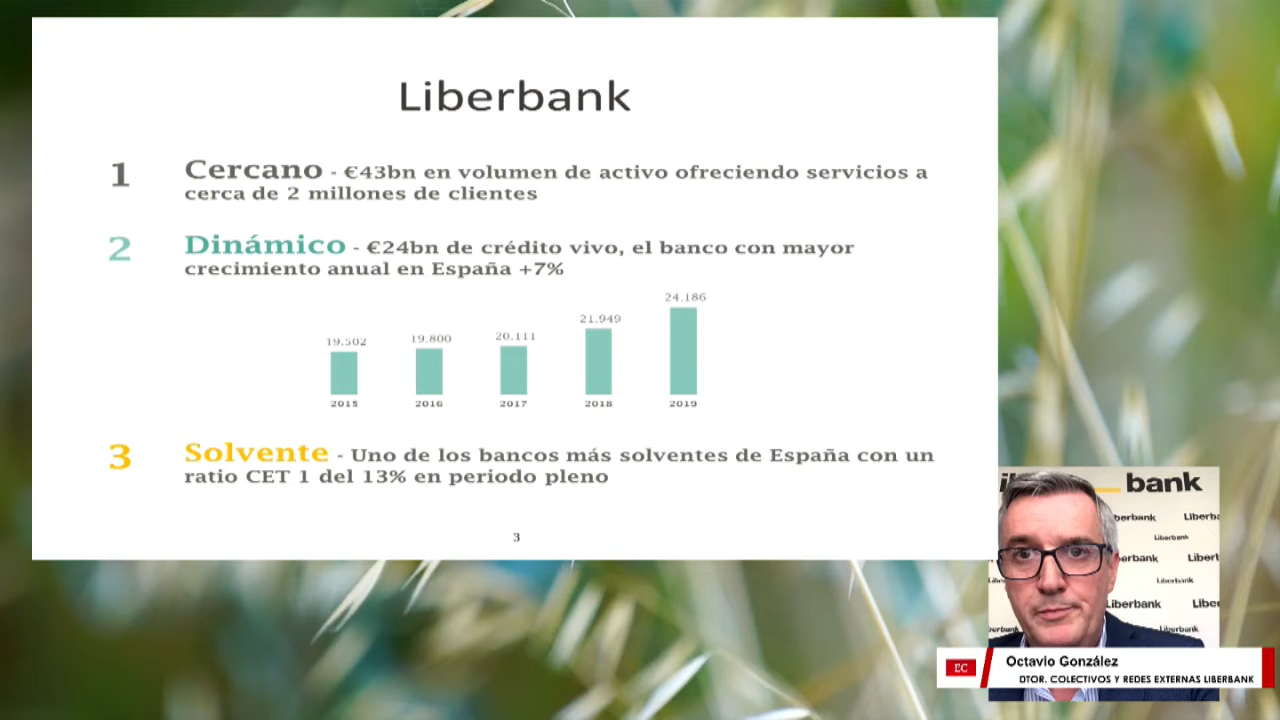 Liberbank
1 Cercano - €43bn en volumen de activo ofreciendo servicios a
cerca de 2 millones de clientes
2 Dinámico - €24bn de crédito vivo, el banco con mayor
crecimiento anual en España +7%
19.502 19.800 20.111 21.949 24.186
2015 2016 2017 2018 2019
3 Solvente - Uno de los bancos más solventes de España con un
ratio CET 1 del 13% en periodo pleno
3
bank
Liberbank
Liberbank
Liberbank
Liberbank
EC
Octavio González
DTOR. COLECTIVOS Y REDES EXTERNAS LIBERBANK